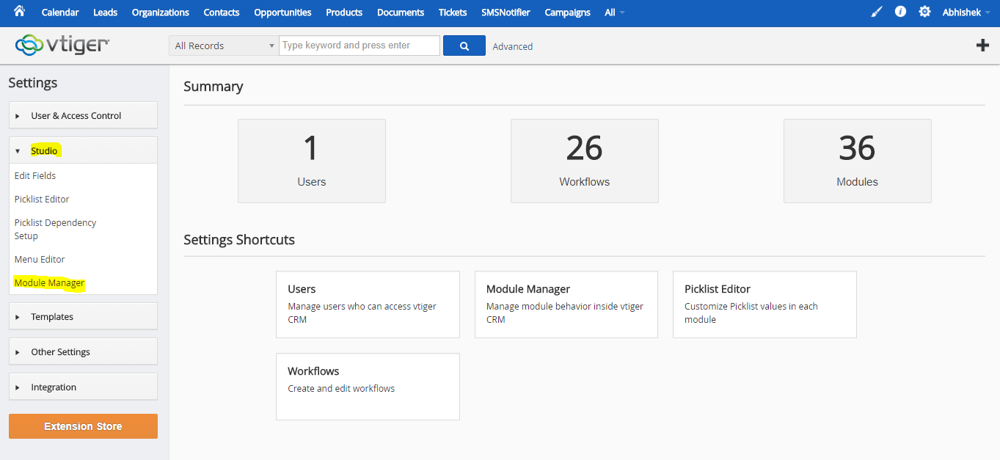 Calendar Leads Organizations Contacts Opportunities Products Documents Tickets SMSNotifier Campaigns All Abhishek
vtiger All Records Type keyword and press enter Advanced
Settings
User & Access Control
Studio
Edit Fields
Picklist Editor
Picklist Dependency
Setup
Menu Editor
Module Manager
Templates
Other Settings
Integration
Extension Store
Summary
1 26 36
Users Workflows Modules
Settings Shortcuts
Users
Manage users who can access vtiger
CRM
Module Manager
Manage module behavior inside vtiger
CRM
Picklist Editor
Customize Picklist values in each
module
Workflows
Create and edit workflows